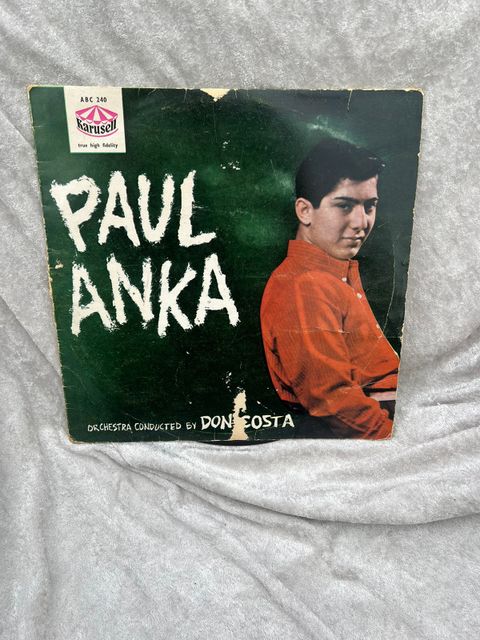 ABC 240
Karusell
true high fidelity
PAUL
ANKA
ORCHESTRA CONDUCTED BY DON COSTA